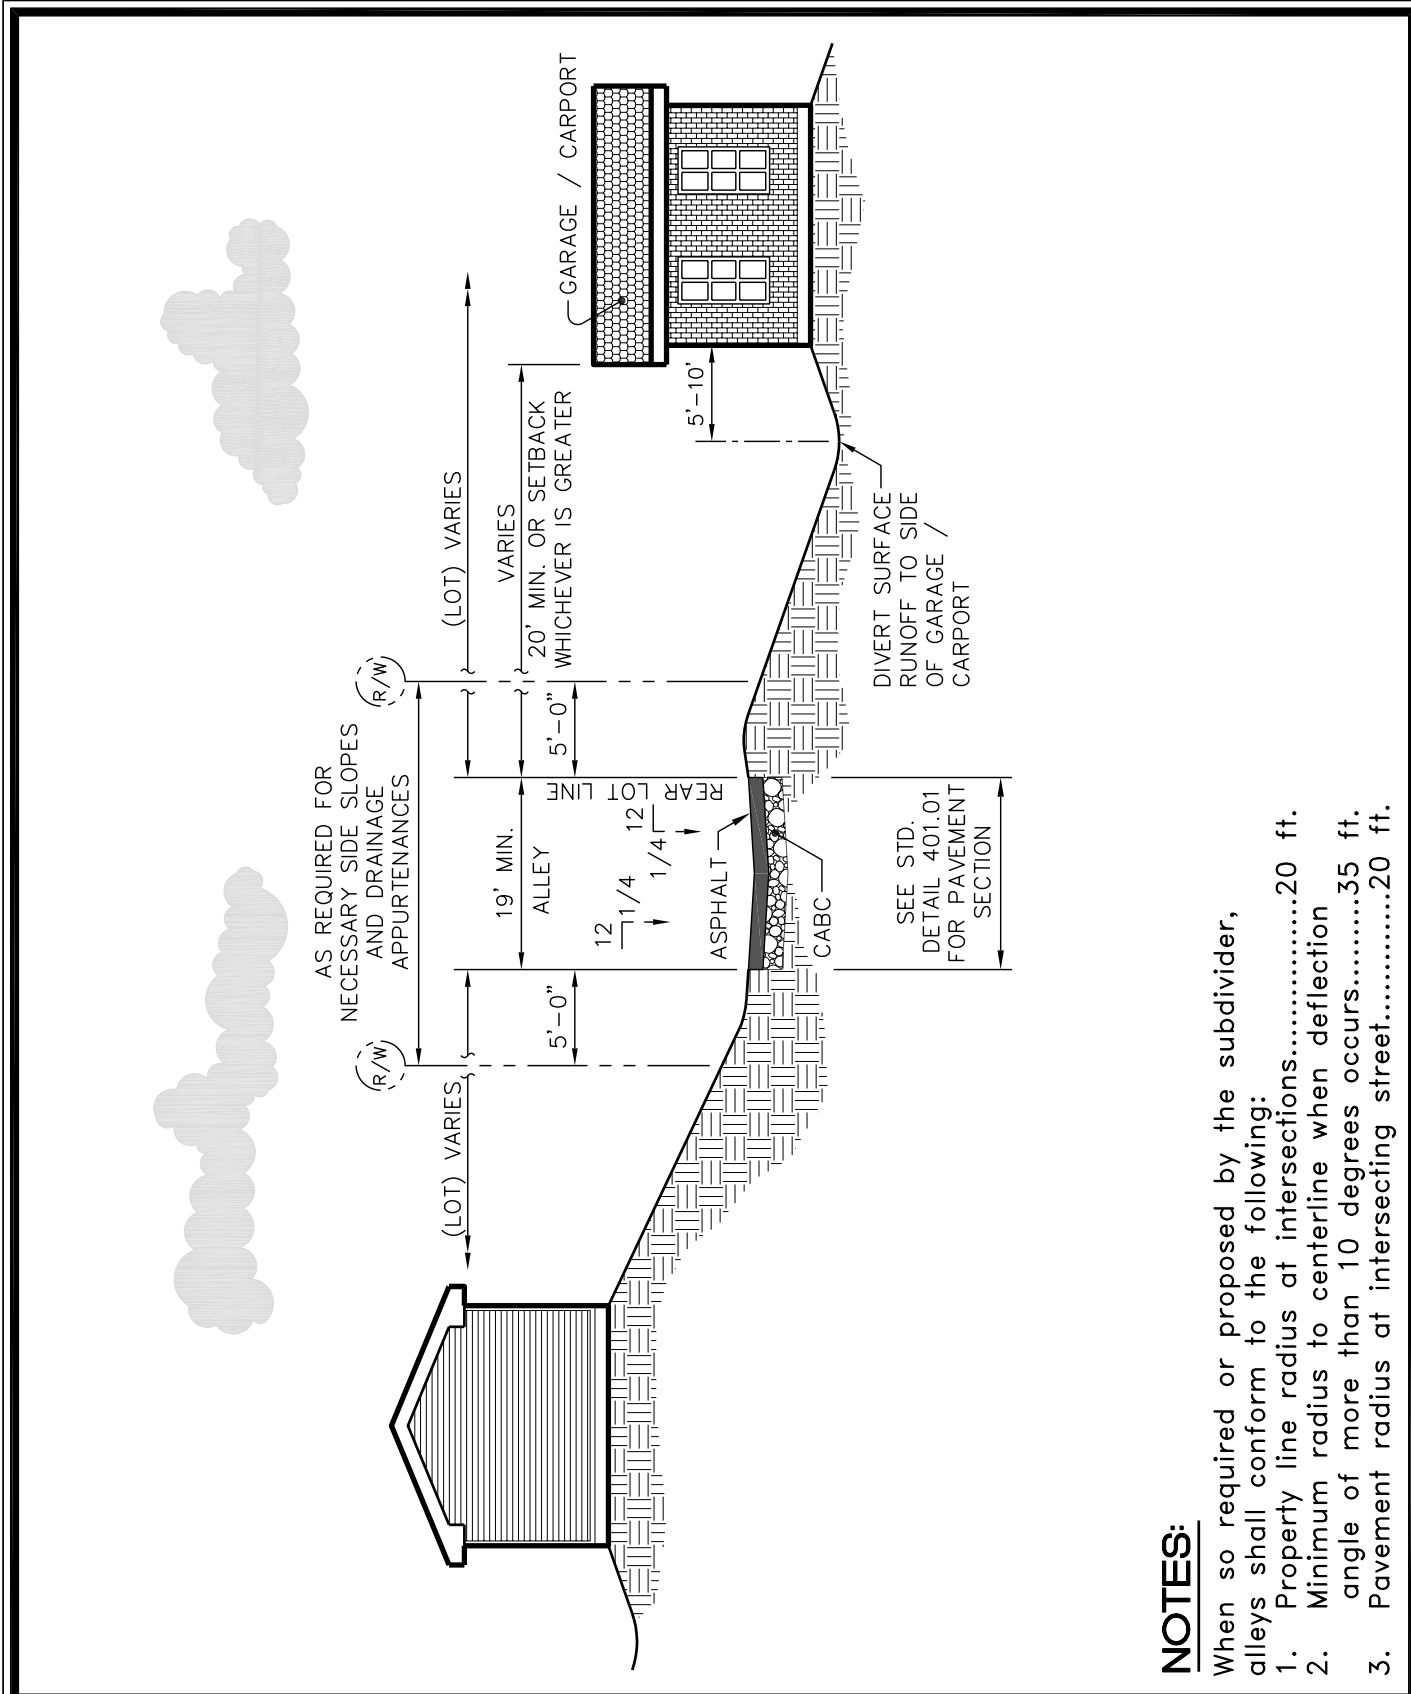 AS REQUIRED FOR
NECESSARY SIDE SLOPES
AND DRAINAGE
APPURTENANCES
R/W
R/W
(LOT) VARIES
(LOT) VARIES
19' MIN.
ALLEY
VARIES
20' MIN. OR SETBACK
WHICHEVER IS GREATER
5'-0"
5'-0"
REAR LOT LINE
GARAGE / CARPORT
12
1/4
12
1/4
5'-10'
ASPHALT
CABC
DIVERT SURFACE
RUNOFF TO SIDE
OF GARAGE /
CARPORT
SEE STD.
DETAIL 401.01
FOR PAVEMENT
SECTION
NOTES:
When so required or proposed by the subdivider,
alleys shall conform to the following:
1. Property line radius at intersections................20 ft.
2. Minimum radius to centerline when deflection
angle of more than 10 degrees occurs.........35 ft.
3. Pavement radius at intersecting street.............20 ft.